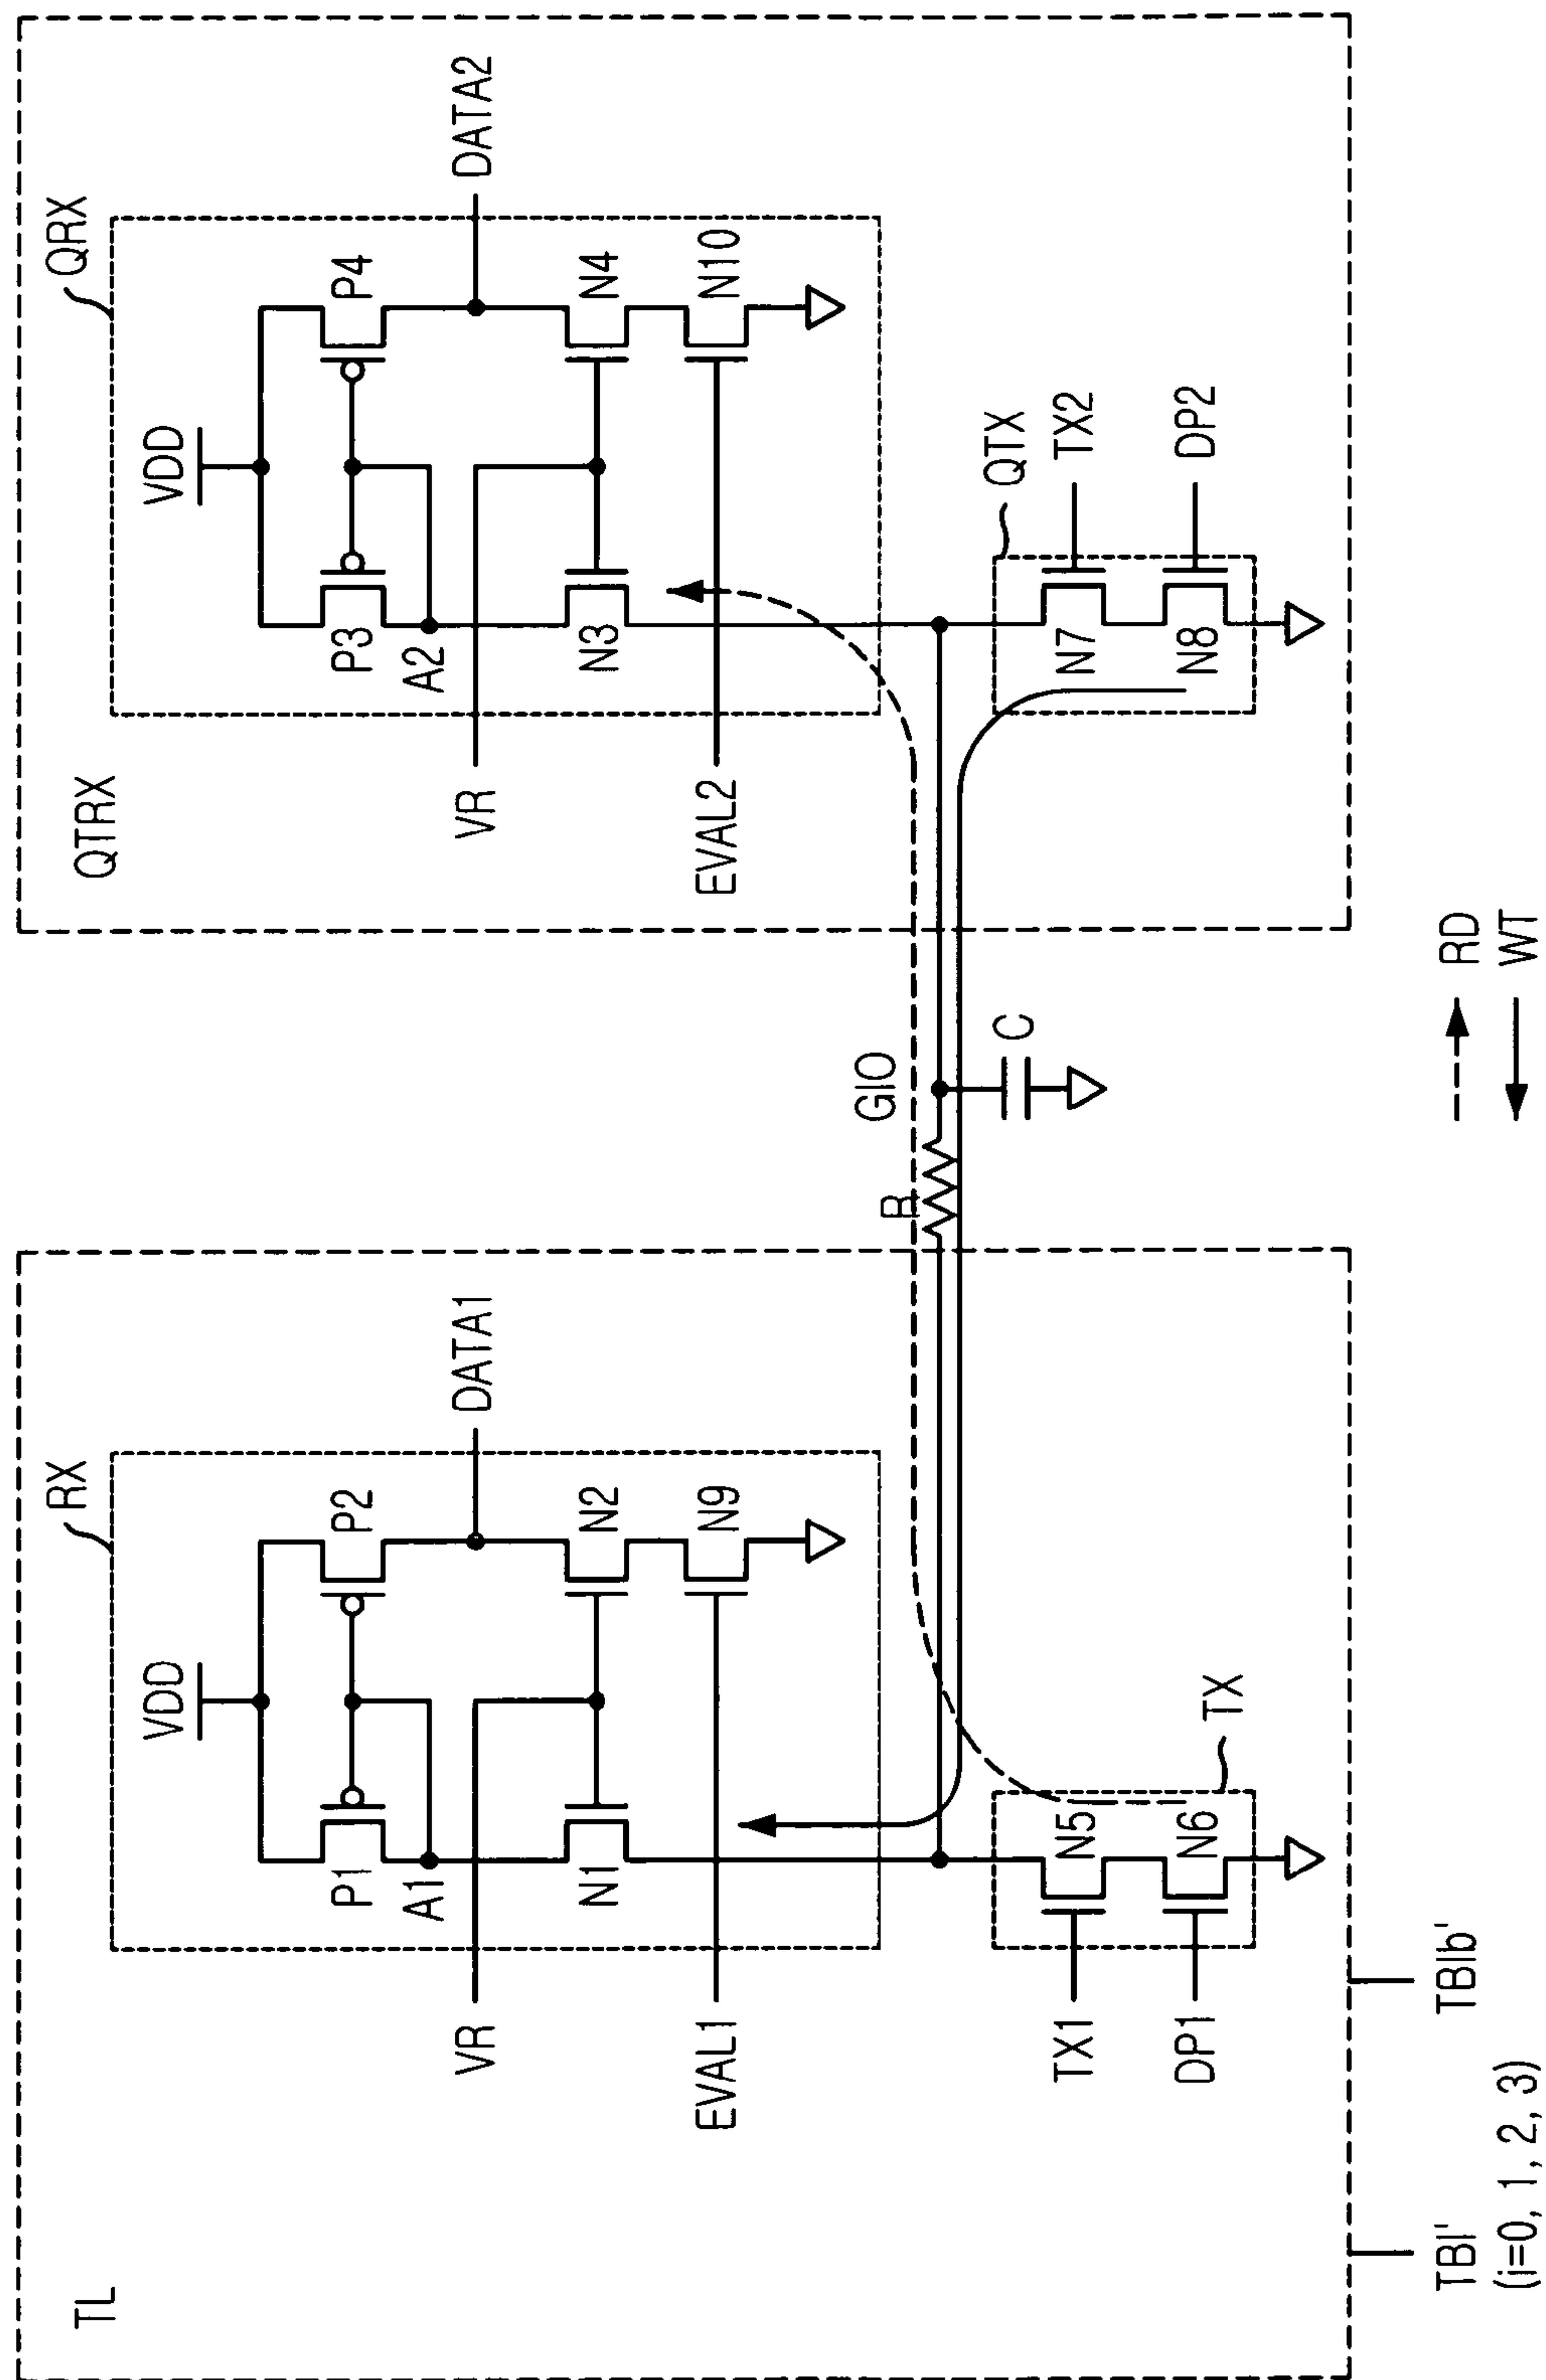 TL
RX
VDD
P1
P2
A1
DATA1
VR
N1
N2
EVAL1
N9
TX
TX1
N5
DP1
N6
TBI'
(i=0, 1, 2, 3)
TBIb'
R
GIO
C
QTRX
QRX
VDD
P3
P4
A2
DATA2
VR
N3
N4
EVAL2
N10
QTX
N7
TX2
N8
DP2
RD
WT